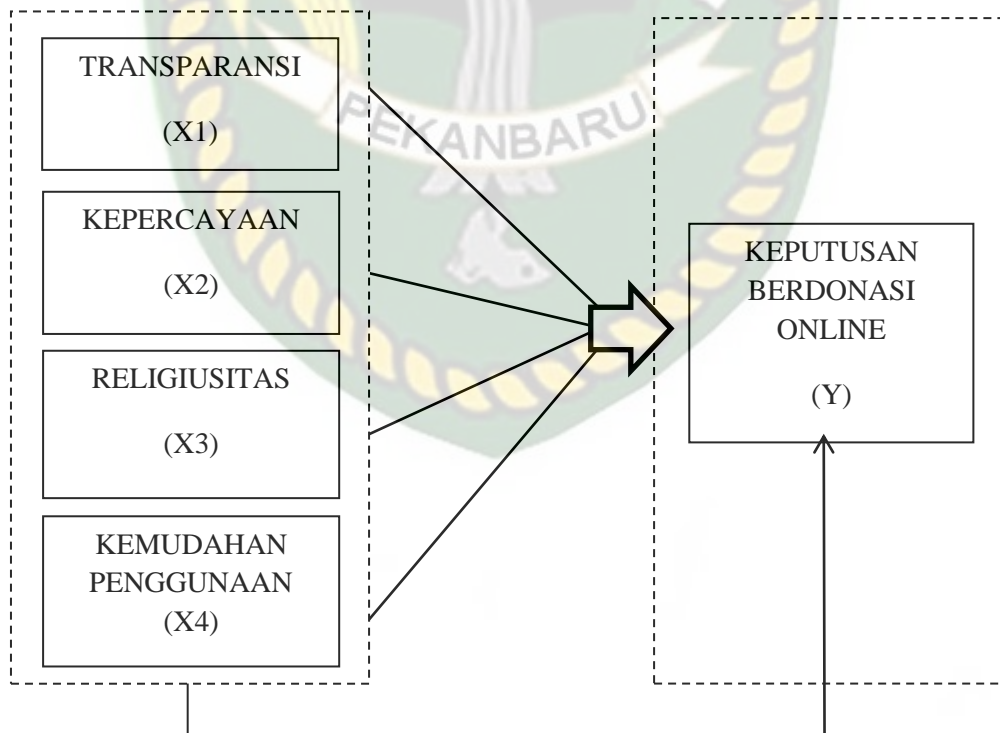 TRANSPARANSI
(X1)
KEPERCAYAAN
(X2)
RELIGIUSITAS
(X3)
KEMUDAHAN
PENGGUNAAN
(X4)
PEKANBARU
KEPUTUSAN
BERDONASI
ONLINE
(Y)